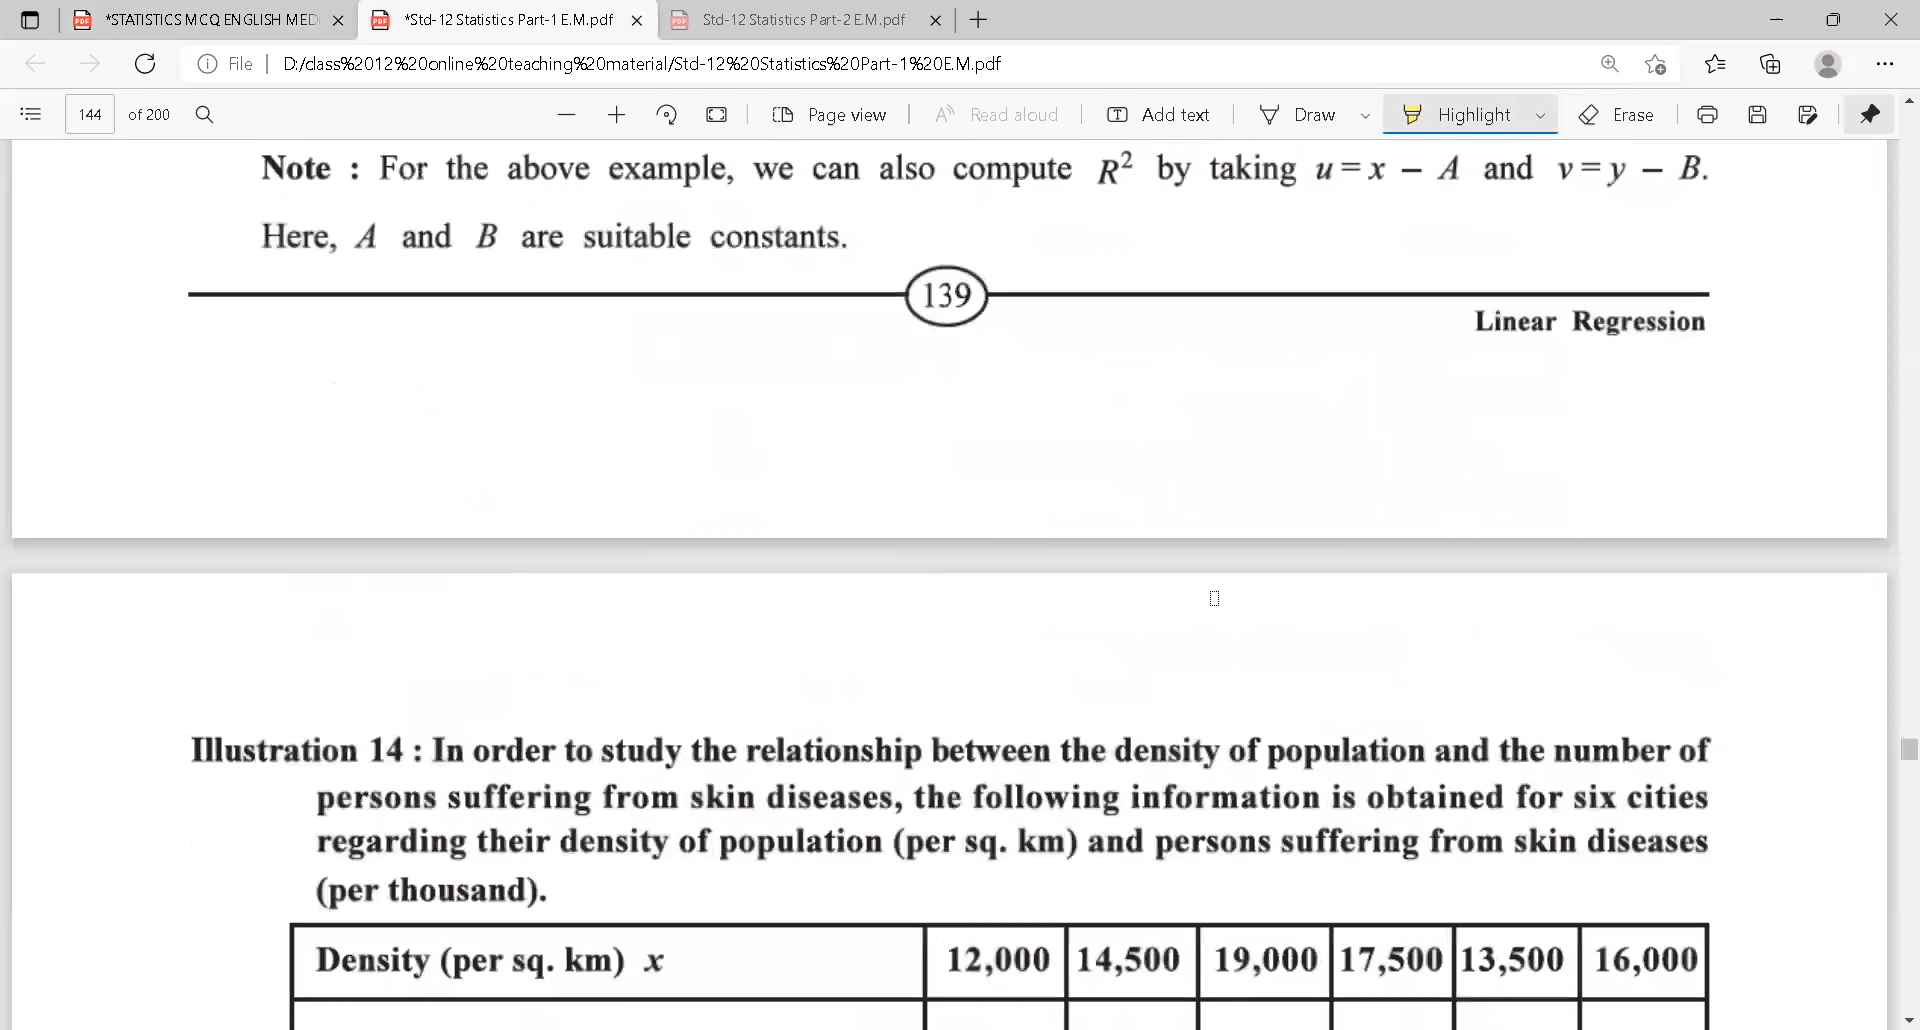 *STATISTICS MCQ ENGLISH MED
*Std-12 Statistics Part-1 E.M.pdf
Std-12 Statistics Part-2 E.M.pdf
File D:/class%2012%20online%20teaching%20material/Std-12%20Statistics%20Part-1%20E.M.pdf
144 of 200 Page view Read aloud Add text Draw Highlight Erase
Note : For the above example, we can also compute R² by taking u = x – A and v = y – B.
Here, A and B are suitable constants.
139
Linear Regression
Illustration 14 : In order to study the relationship between the density of population and the number of
persons suffering from skin diseases, the following information is obtained for six cities
regarding their density of population (per sq. km) and persons suffering from skin diseases
(per thousand).
Density (per sq. km) x 12,000 14,500 19,000 17,500 13,500 16,000